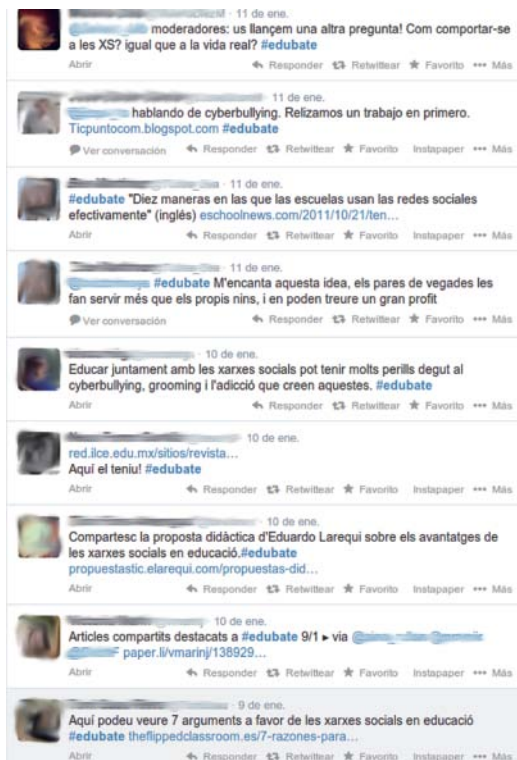 · 11 de ene.
moderadores: us llançem una altra pregunta! Com comportar-se
a les XS? igual que a la vida real? #edubate
Abrir Responder Retwittear Favorito Más
11 de ene.
hablando de cyberbullying. Relizamos un trabajo en primero.
Ticpuntocom.blogspot.com #edubate
Ver conversación Responder Retwittear Favorito Instapaper Más
· 11 de ene.
#edubate "Diez maneras en las que las escuelas usan las redes sociales
efectivamente" (inglés) eschoolnews.com/2011/10/21/ten…
Abrir Responder Retwittear Favorito Instapaper Más
· 11 de ene.
#edubate M'encanta aquesta idea, els pares de vegades les
fan servir més que els propis nins, i en poden treure un gran profit
Ver conversación Responder Retwittear Favorito Instapaper Más
· 10 de ene.
Educar juntament amb les xarxes socials pot tenir molts perills degut al
cyberbullying, grooming i l'adicció que creen aquestes. #edubate
Abrir Responder Retwittear Favorito Instapaper Más
10 de ene.
red.ilce.edu.mx/sitios/revista…
Aquí el teniu! #edubate
Abrir Responder Retwittear Favorito Instapaper Más
· 10 de ene.
Compartesc la proposta didàctica d'Eduardo Larequi sobre els avantatges de
les xarxes socials en educació.#edubate
propuestastic.elarequi.com/propuestas-did…
Abrir Responder Retwittear Favorito Instapaper Más
· 10 de ene.
Articles compartits destacats a #edubate 9/1 ▸ via
paper.li/vmarinj/138929…
Abrir Responder Retwittear Favorito Instapaper Más
· 9 de ene.
Aquí podeu veure 7 arguments a favor de les xarxes socials en educació
#edubate theflippedclassroom.es/7-razones-para…
Abrir Responder Retwittear Favorito Instapaper Más